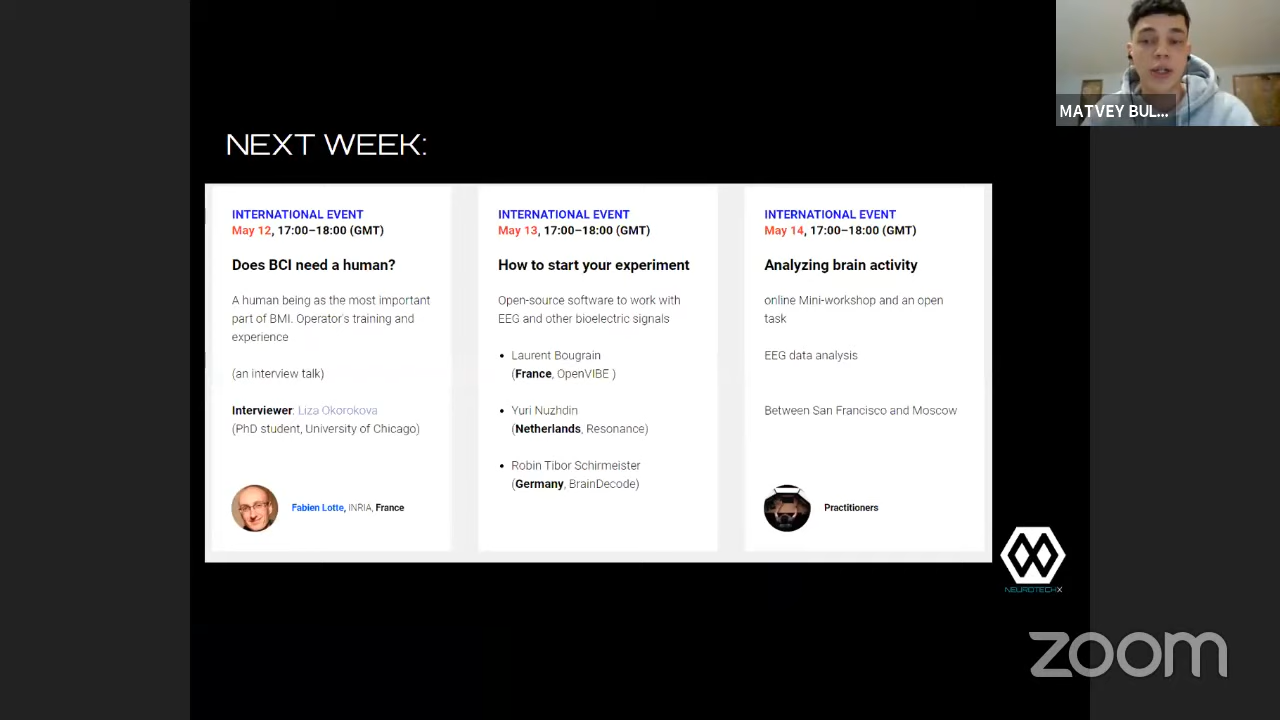 MATVEY BUL...
NEXT WEEK:
INTERNATIONAL EVENT
May 12, 17:00–18:00 (GMT)
Does BCI need a human?
A human being as the most important
part of BMI. Operator's training and
experience
(an interview talk)
Interviewer: Liza Okorokova
(PhD student, University of Chicago)
Fabien Lotte, INRIA, France
INTERNATIONAL EVENT
May 13, 17:00–18:00 (GMT)
How to start your experiment
Open-source software to work with
EEG and other bioelectric signals
• Laurent Bougrain
(France, OpenVIBE )
• Yuri Nuzhdin
(Netherlands, Resonance)
• Robin Tibor Schirmeister
(Germany, BrainDecode)
INTERNATIONAL EVENT
May 14, 17:00–18:00 (GMT)
Analyzing brain activity
online Mini-workshop and an open
task
EEG data analysis
Between San Francisco and Moscow
Practitioners
NEUROTECHX
zoom